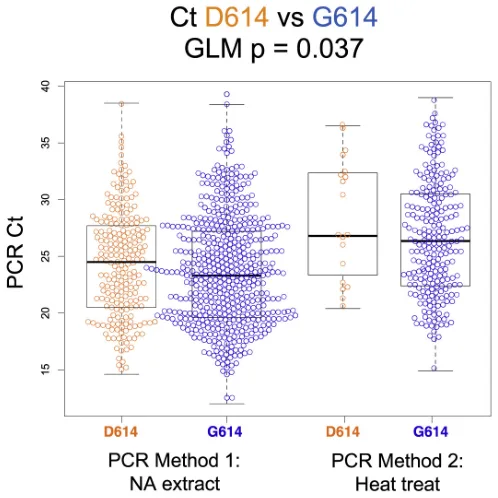 Ct D614 vs G614
GLM p = 0.037
PCR Ct
40
35
30
25
20
15
D614
G614
D614
G614
PCR Method 1:
NA extract
PCR Method 2:
Heat treat